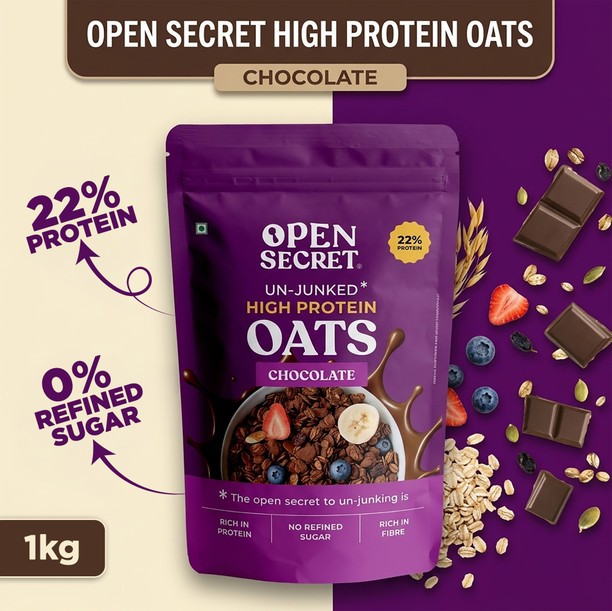 OPEN SECRET HIGH PROTEIN OATS
CHOCOLATE
22%
PROTEIN
0%
REFINED
SUGAR
1kg
OPEN
SECRET®
22%
PROTEIN
UN-JUNKED*
HIGH PROTEIN
OATS
CHOCOLATE
* The open secret to un-junking is
RICH IN
PROTEIN
NO REFINED
SUGAR
RICH IN
FIBRE